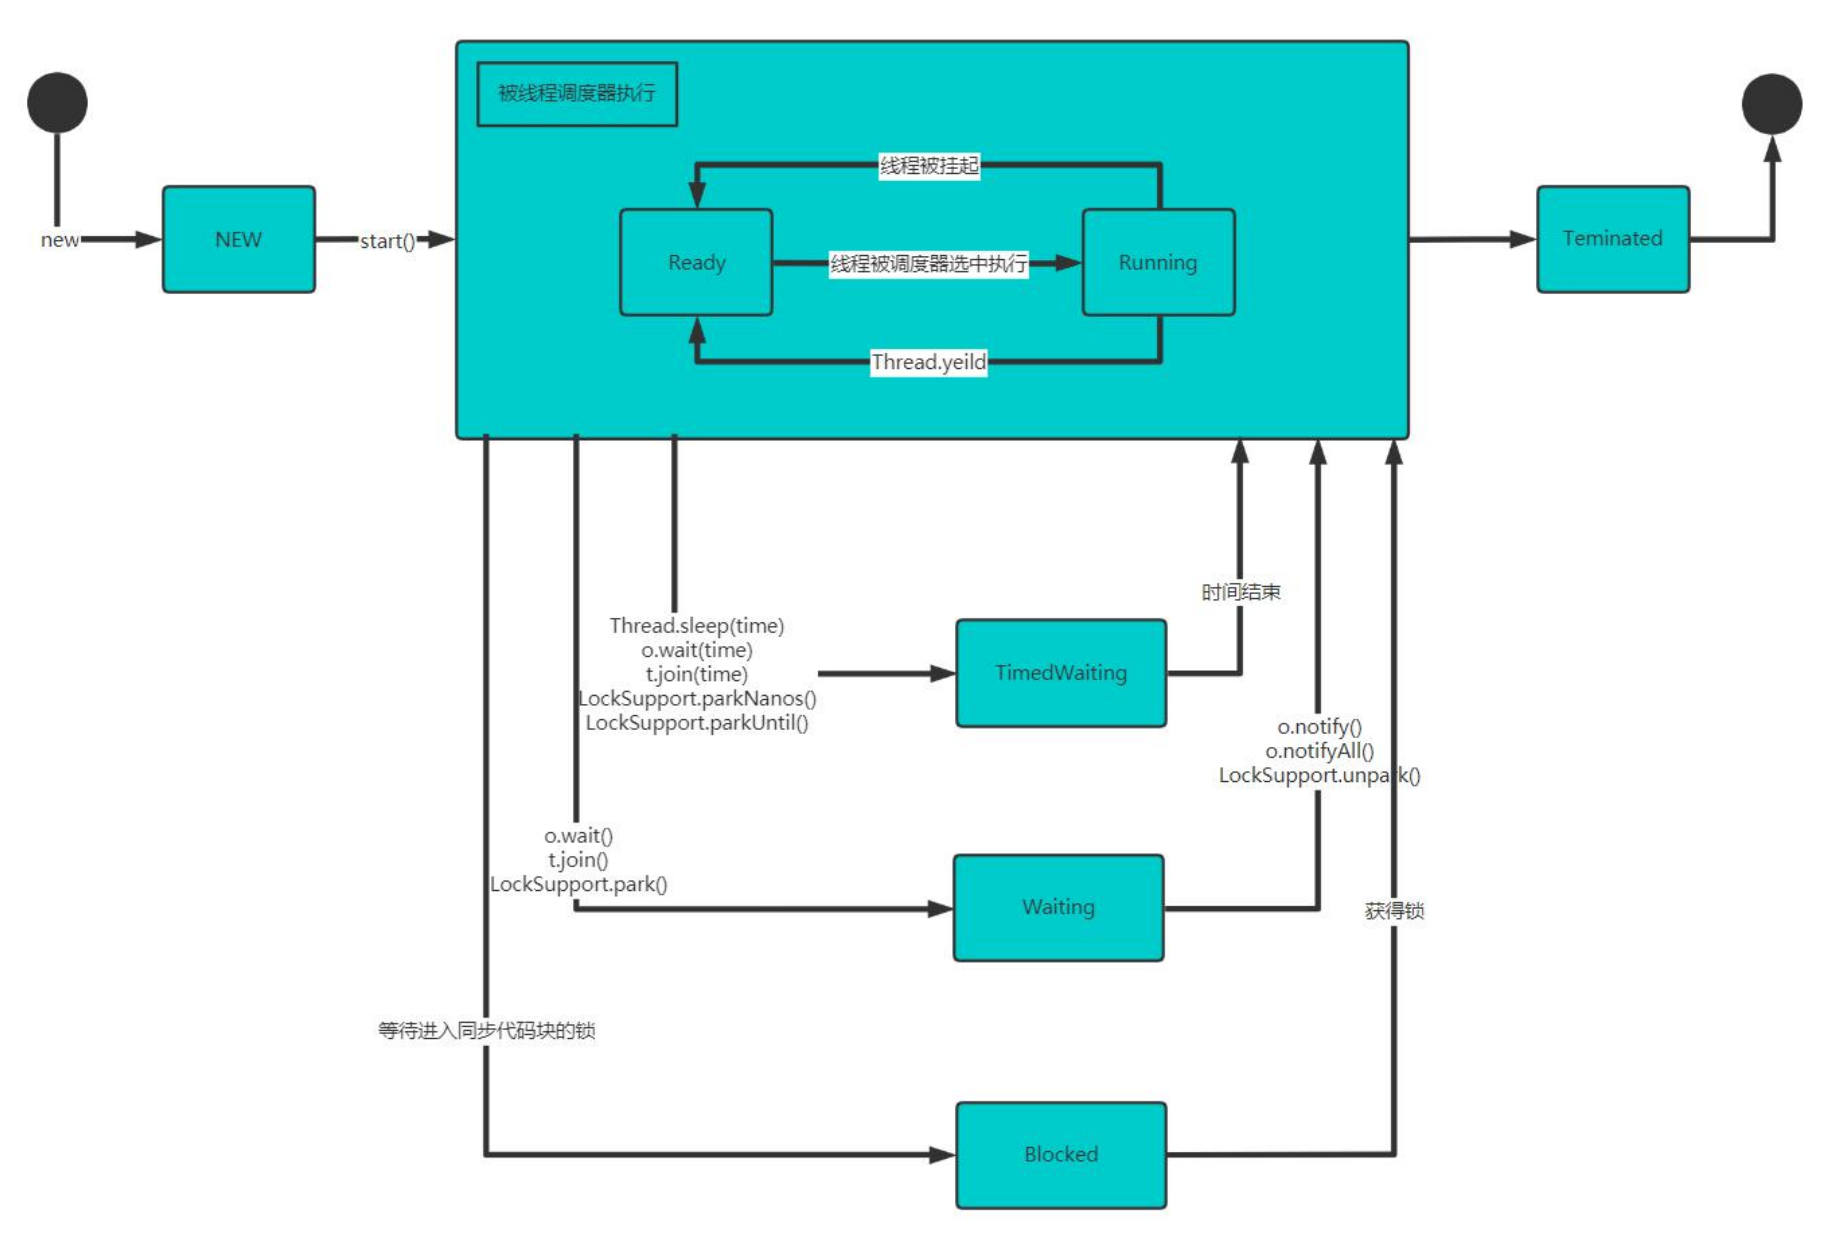 被线程调度器执行
线程被挂起
new
NEW
start()
Ready
线程被调度器选中执行
Running
Teminated
Thread.yeild
时间结束
Thread.sleep(time)
o.wait(time)
t.join(time)
LockSupport.parkNanos()
LockSupport.parkUntil()
TimedWaiting
o.notify()
o.notifyAll()
LockSupport.unpark()
o.wait()
t.join()
LockSupport.park()
Waiting
获得锁
等待进入同步代码块的锁
Blocked